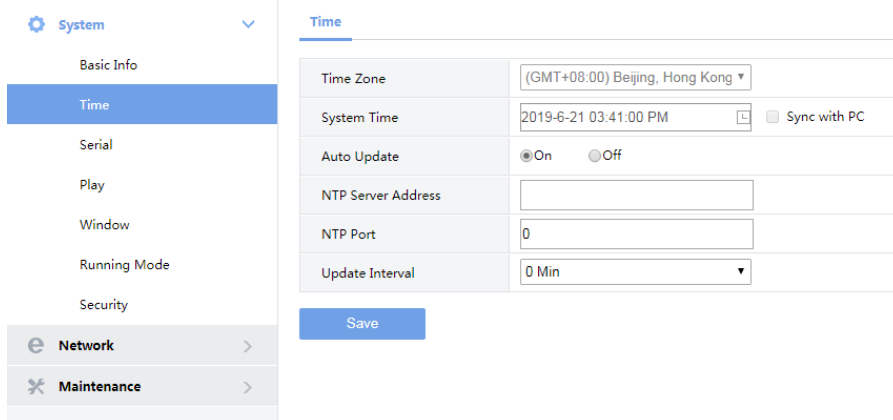 System
Basic Info
Time
Serial
Play
Window
Running Mode
Security
Network
Maintenance
Time
Time Zone (GMT+08:00) Beijing, Hong Kong
System Time 2019-6-21 03:41:00 PM Sync with PC
Auto Update On Off
NTP Server Address
NTP Port 0
Update Interval 0 Min
Save